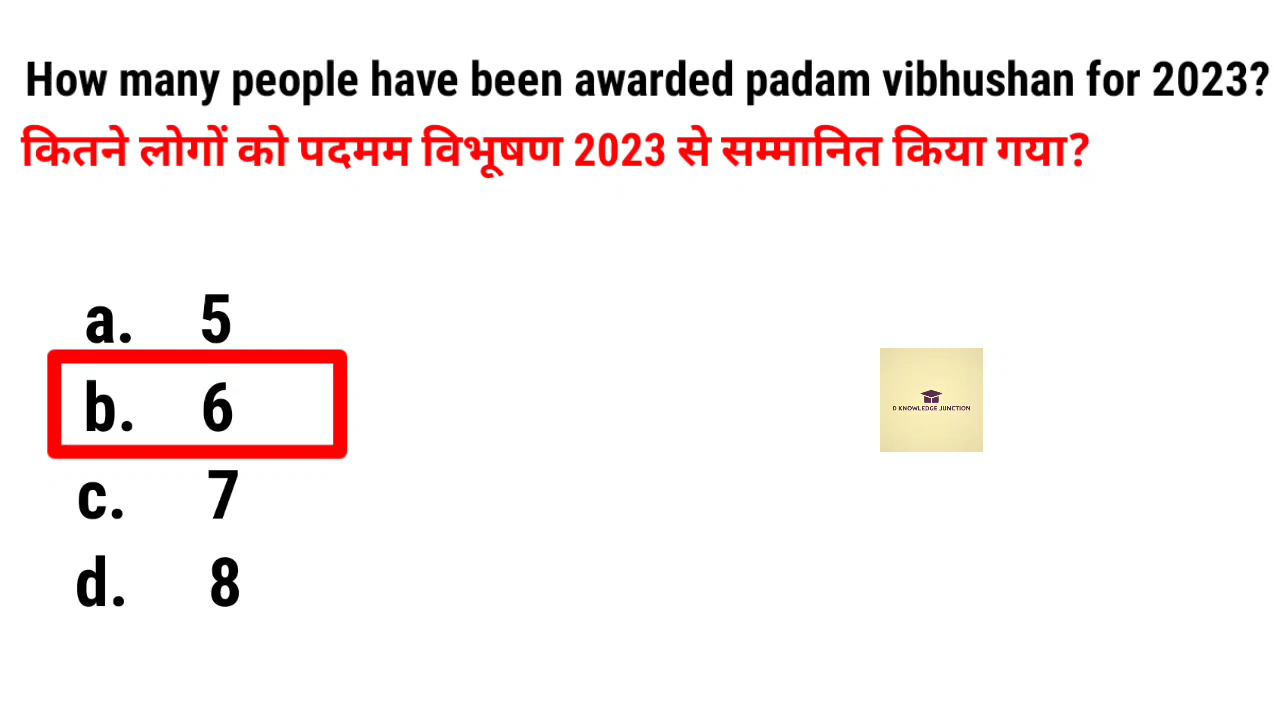 How many people have been awarded padam vibhushan for 2023?
कितने लोगों को पदमम विभूषण 2023 से सम्मानित किया गया?
a. 5
b. 6
c. 7
d. 8
D KNOWLEDGE JUNCTION